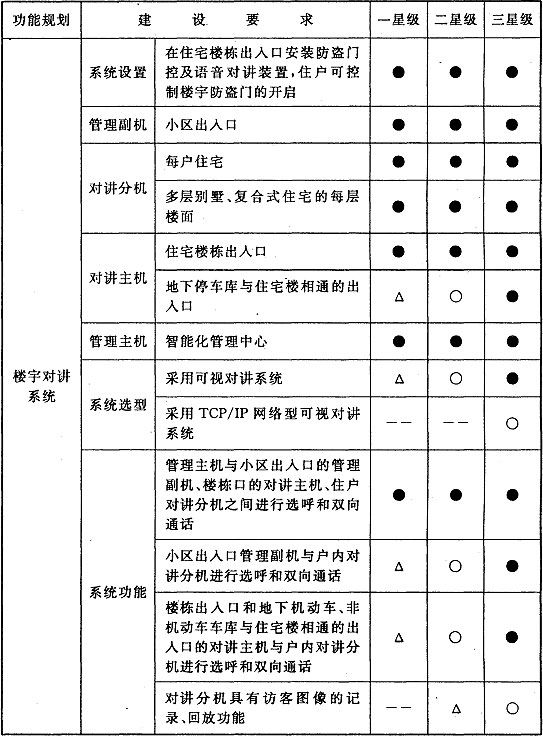 功能规划 建设要求 一星级 二星级 三星级
楼宇对讲
系统
系统设置
在住宅楼栋出入口安装防盗门
控及语音对讲装置,住户可控
制楼宇防盗门的开启
● ● ●
管理副机 小区出入口 ● ● ●
对讲分机
每户住宅 ● ● ●
多层别墅、复合式住宅的每层
楼面
● ● ●
对讲主机
住宅楼栋出入口 ● ● ●
地下停车库与住宅楼相通的出
入口
△ ○ ●
管理主机 智能化管理中心 ● ● ●
系统选型
采用可视对讲系统 △ ○ ●
采用 TCP/IP 网络型可视对讲
系统
—— —— ○
系统功能
管理主机与小区出入口的管理
副机、楼栋口的对讲主机、住户
对讲分机之间进行选呼和双向
通话
● ● ●
小区出入口管理副机与户内对
讲分机进行选呼和双向通话
△ ○ ●
楼栋出入口和地下机动车、非
机动车车库与住宅楼相通的出
入口的对讲主机与户内对讲分
机进行选呼和双向通话
△ ○ ●
对讲分机具有访客图像的记
录、回放功能
—— △ ○